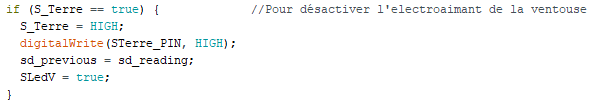 if (S_Terre == true) {             //Pour désactiver l'electroaimant de la ventouse
  S_Terre = HIGH;
  digitalWrite(STerre_PIN, HIGH);
  sd_previous = sd_reading;
  SLedV = true;
}